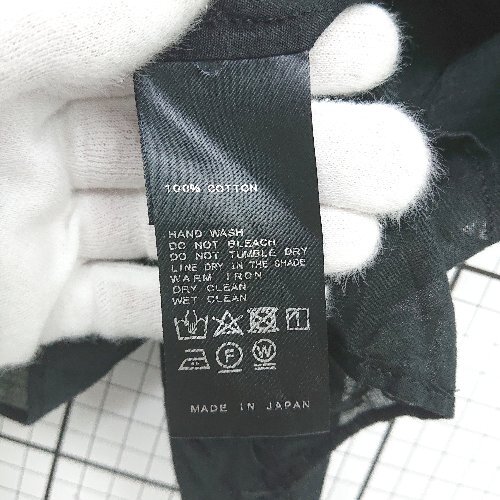 100% COTTON
HAND WASH
DO NOT BLEACH
DO NOT TUMBLE DRY
LINE DRY IN THE SHADE
WARM IRON
DRY CLEAN
WET CLEAN
F W
MADE IN JAPAN